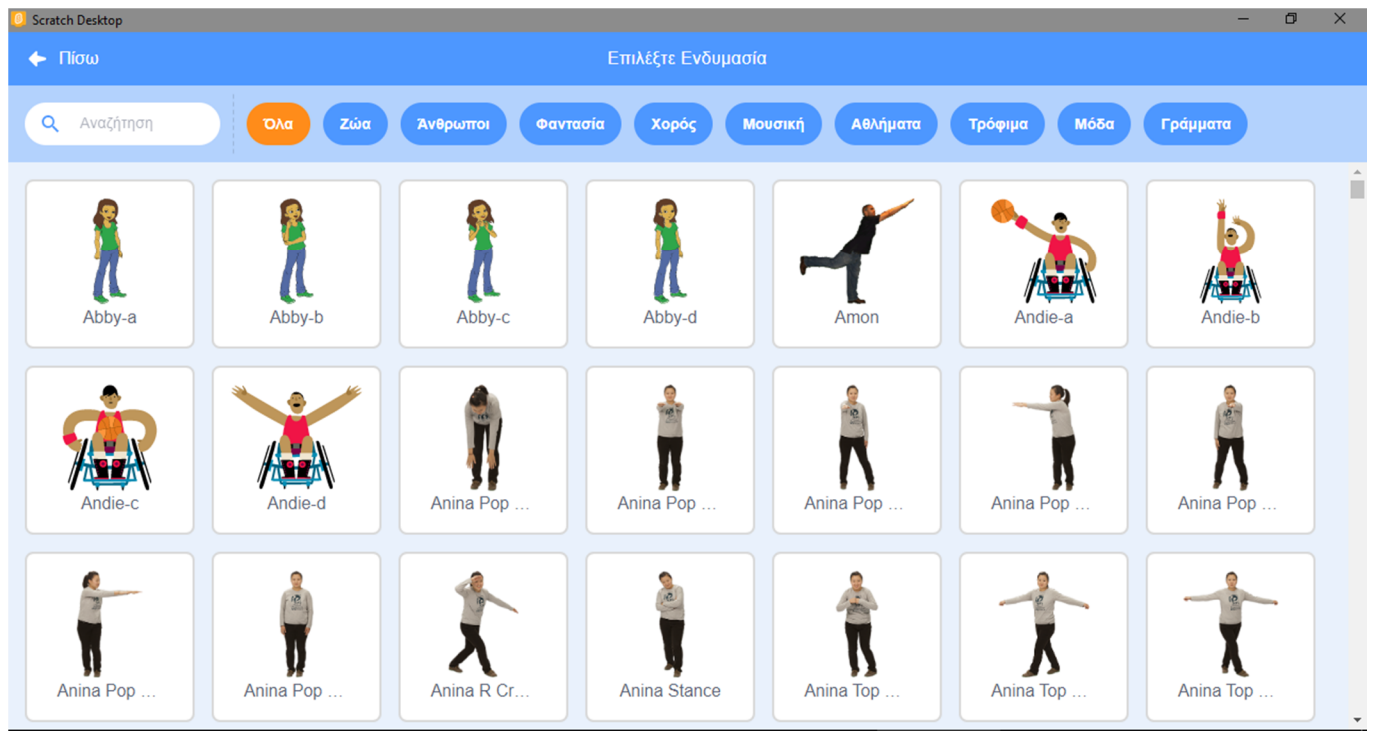 Scratch Desktop
Πίσω
Επιλέξτε Ενδυμασία
Αναζήτηση
Όλα Ζώα Άνθρωποι Φαντασία Χορός Μουσική Αθλήματα Τρόφιμα Μόδα Γράμματα
Abby-a Abby-b Abby-c Abby-d Amon Andie-a Andie-b
Andie-c Andie-d Anina Pop ... Anina Pop ... Anina Pop ... Anina Pop ... Anina Pop ...
Anina Pop ... Anina Pop ... Anina R Cr... Anina Stance Anina Top ... Anina Top ... Anina Top ...